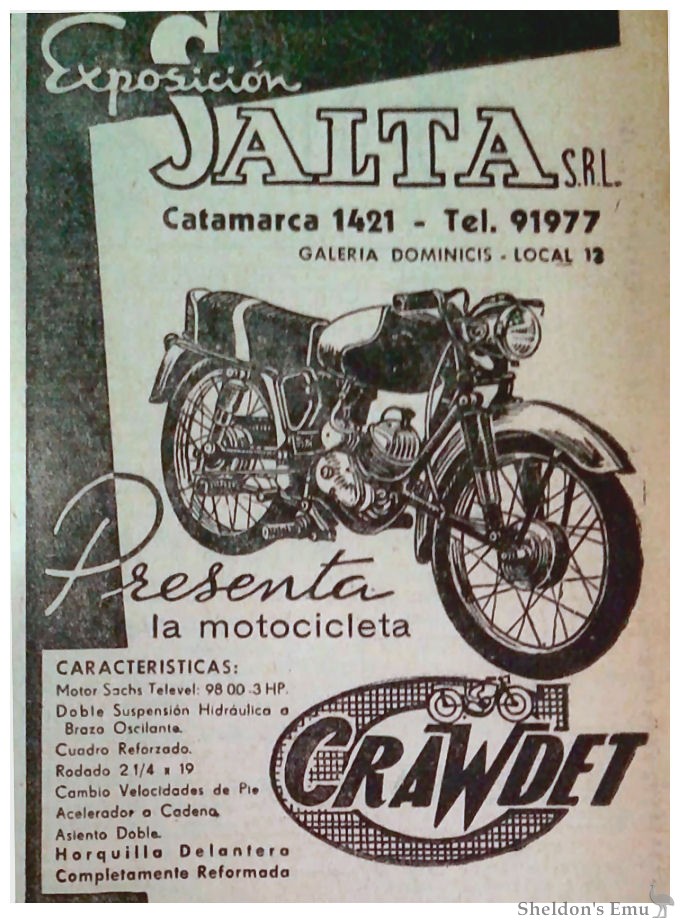 Exposición
SALTA S.R.L.
Catamarca 1421 - Tel. 91977
GALERIA DOMINICIS - LOCAL 13
Presenta
la motocicleta
CARACTERISTICAS:
Motor Sachs Televel: 98 00 -3 HP.
Doble Suspensión Hidráulica a
Brazo Oscilante.
Cuadro Reforzado.
Rodado 2 1/4 x 19
Cambio Velocidades de Pie
Acelerador a Cadena
Asiento Doble.
Horquilla Delantera
Completamente Reformada
CRAWDET
Sheldon's Emu